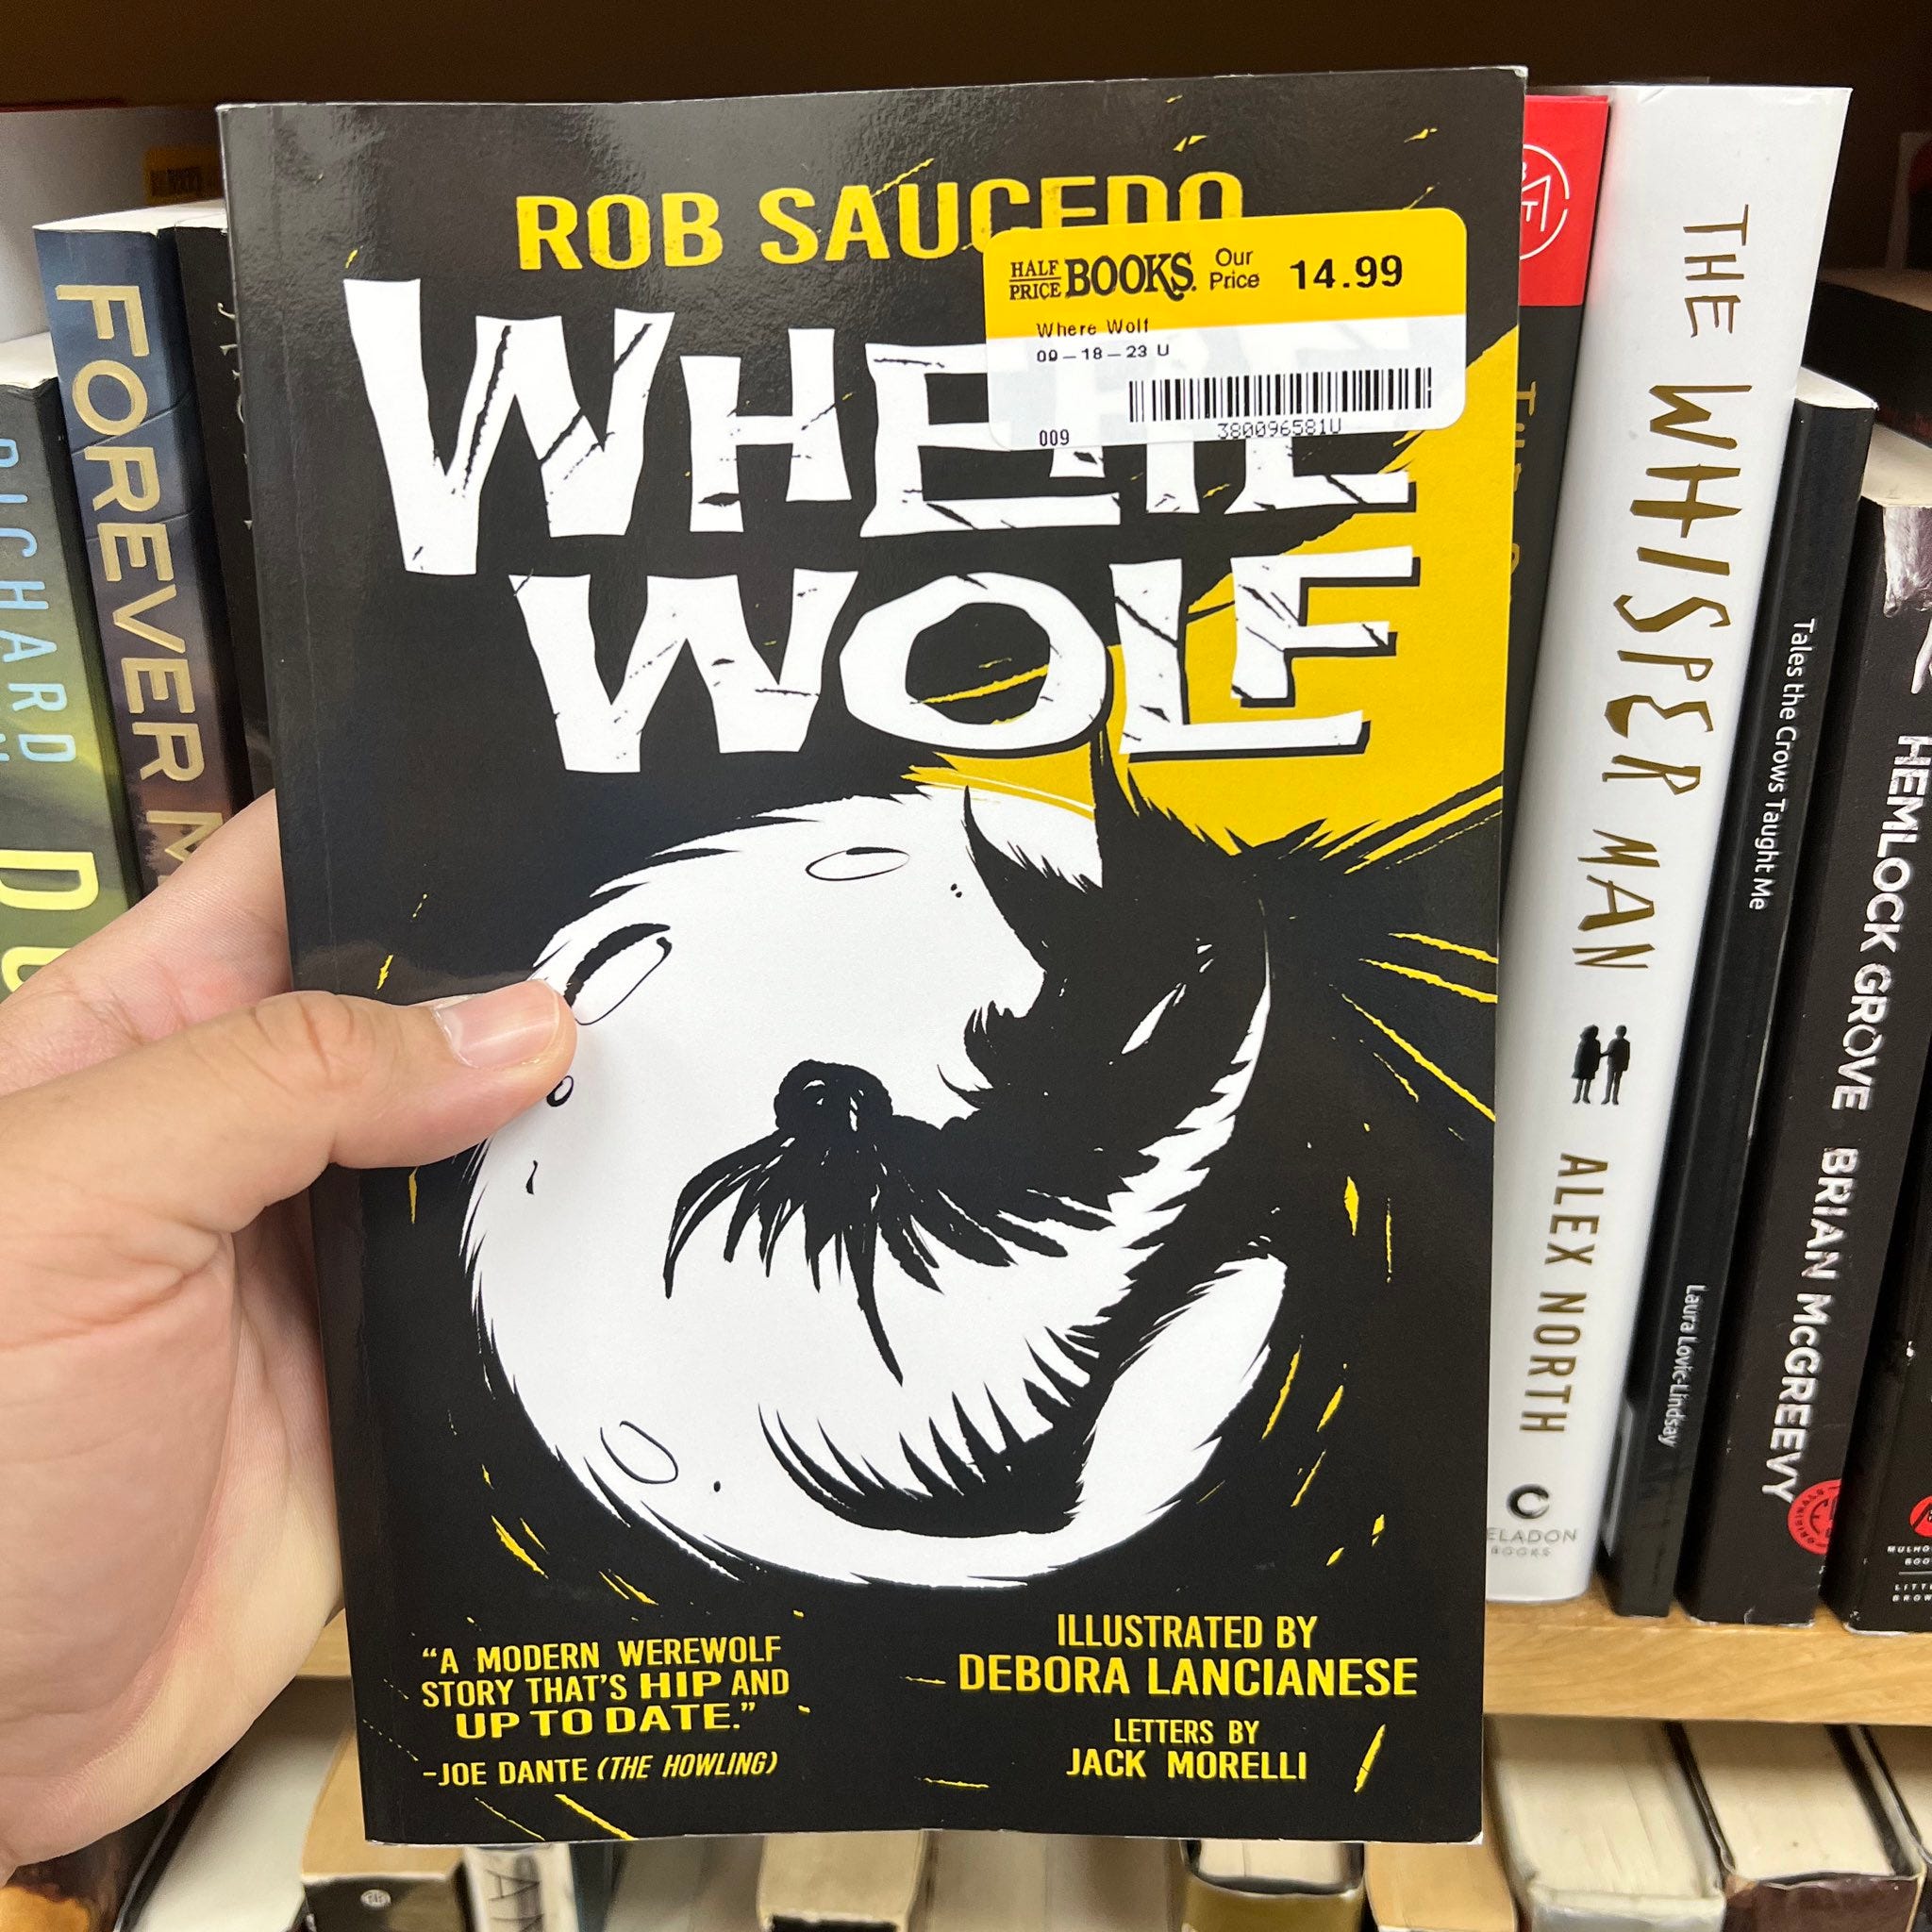 ROB SAUCEDO
HALF PRICE BOOKS. Our Price 14.99
Where Wolf
09-18-23 U
009
380096581U
WHERE
WOLF
"A MODERN WEREWOLF
STORY THAT'S HIP AND
UP TO DATE."
-JOE DANTE (THE HOWLING)
ILLUSTRATED BY
DEBORA LANCIANESE
LETTERS BY
JACK MORELLI
RICHARD
FOREVER
THE WHISPER MAN
ALEX NORTH
BOOKS
Tales the Crows Taught Me
Laura Lovic-Lindsay
HEMLOCK GROVE
BRIAN McGREEVY
ORIGINALS